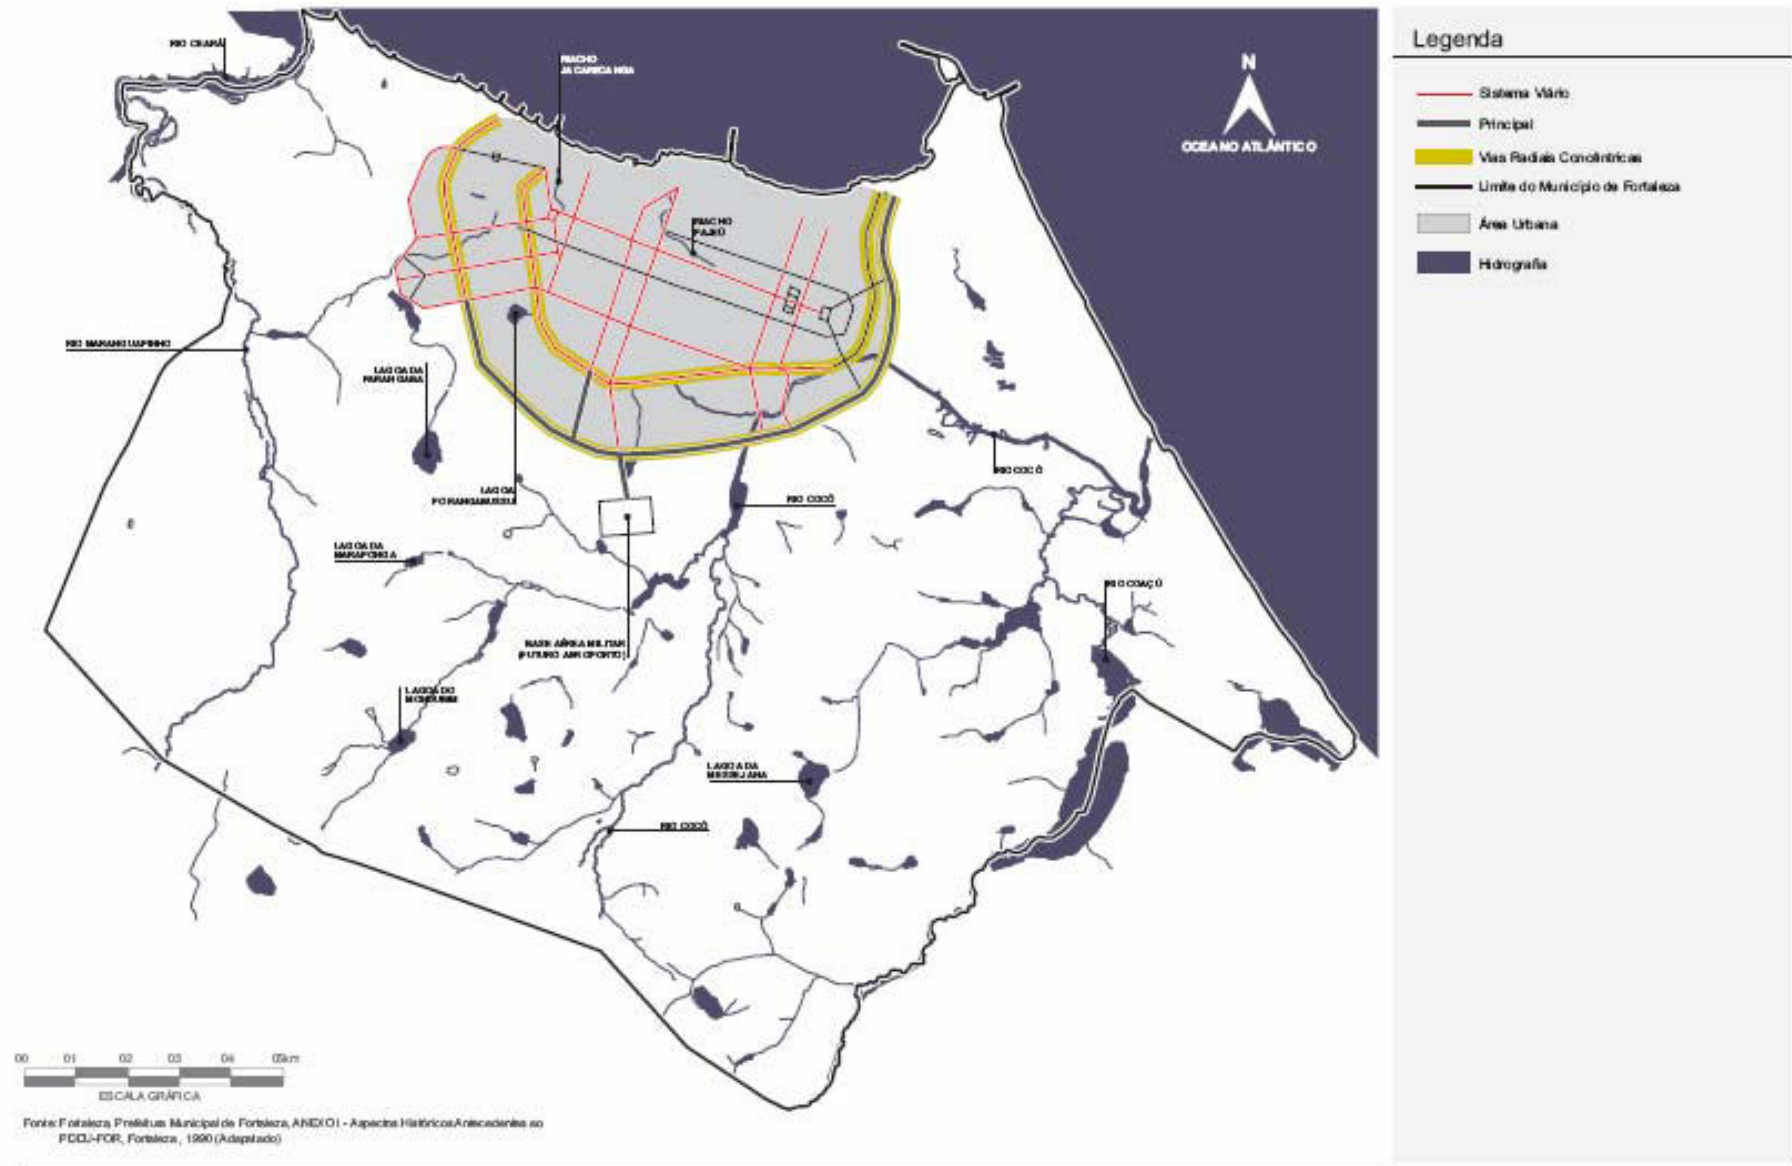 Legenda
Sistema Viário
Principal
Vias Radiais Concêntricas
Limite do Município de Fortaleza
Área Urbana
Hidrografia
N
OCEANO ATLÂNTICO
RIO CEARÁ
RIACHO
JACARECANGA
RIACHO
PAJEÚ
RIO MARANGUAPINHO
LAGOA DA
PARANGABA
LAGOA
PORANGABUSSU
RIO COCÓ
RIO COCÓ
LAGOA DA
MARAPONGA
RIO COAÇÚ
BASE AÉREA MILITAR
(FUTURO AEROPORTO)
LAGOA DO
MONDUBIM
LAGOA DA
MESSEJANA
RIO COCÓ
00 01 02 03 04 05km
ESCALA GRÁFICA
Fonte: Fortaleza, Prefeitura Municipal de Fortaleza, ANEXO I - Aspectos Históricos Antecedentes ao
PDDU-FOR, Fortaleza, 1990 (Adaptado)